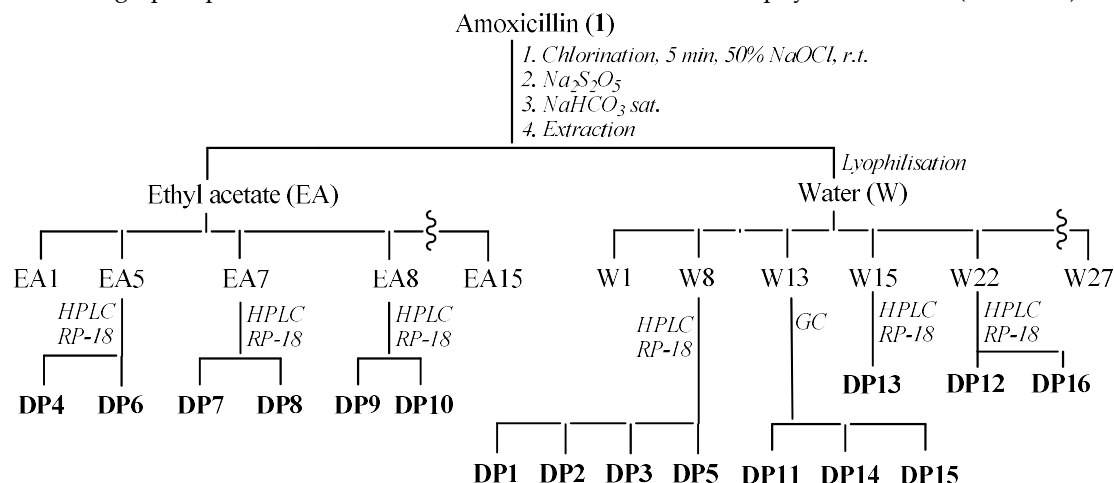 Amoxicillin (1)
1. Chlorination, 5 min, 50% NaOCl, r.t.
2. Na2S2O5
3. NaHCO3 sat.
4. Extraction
Lyophilisation
Ethyl acetate (EA) Water (W)
EA1 EA5 EA7 EA8 EA15 W1 W8 W13 W15 W22 W27
HPLC RP-18
HPLC RP-18
HPLC RP-18
HPLC RP-18
GC
HPLC RP-18
HPLC RP-18
DP4 DP6 DP7 DP8 DP9 DP10 DP13 DP12 DP16
DP1 DP2 DP3 DP5 DP11 DP14 DP15